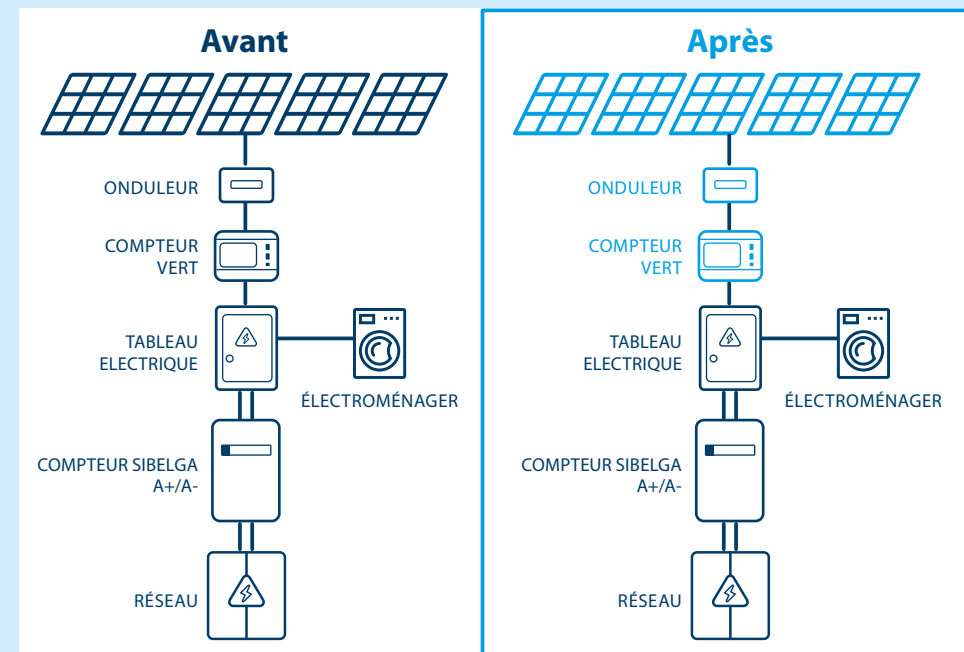 Avant
ONDULEUR
COMPTEUR
VERT
TABLEAU
ELECTRIQUE
ÉLECTROMÉNAGER
COMPTEUR SIBELGA
A+/A-
RÉSEAU
Après
ONDULEUR
COMPTEUR
VERT
TABLEAU
ELECTRIQUE
ÉLECTROMÉNAGER
COMPTEUR SIBELGA
A+/A-
RÉSEAU